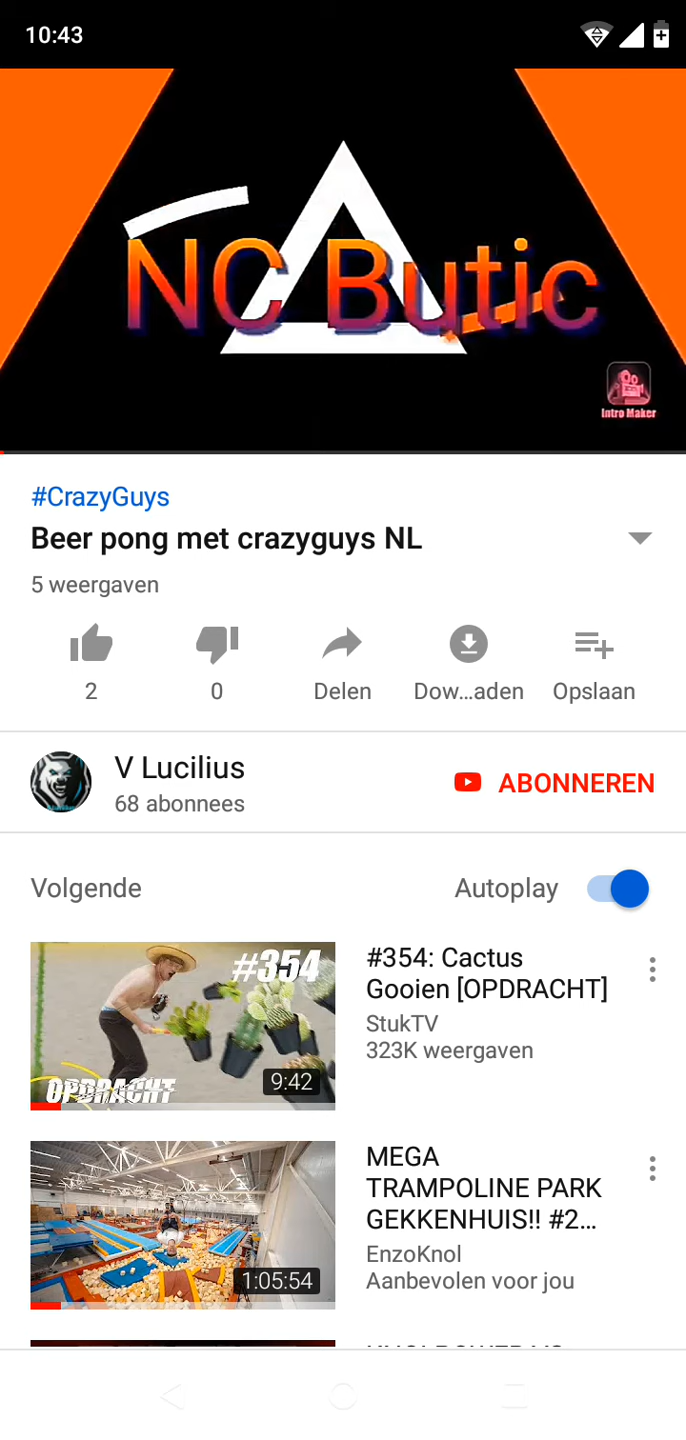 10:43
NC Butic
Intro Maker
#CrazyGuys
Beer pong met crazyguys NL
5 weergaven
2
0
Delen
Dow...aden
Opslaan
V Lucilius
68 abonnees
ABONNEREN
Volgende
Autoplay
#354
OPDRACHT
9:42
#354: Cactus
Gooien [OPDRACHT]
StukTV
323K weergaven
1:05:54
MEGA
TRAMPOLINE PARK
GEKKENHUIS!! #2...
EnzoKnol
Aanbevolen voor jou